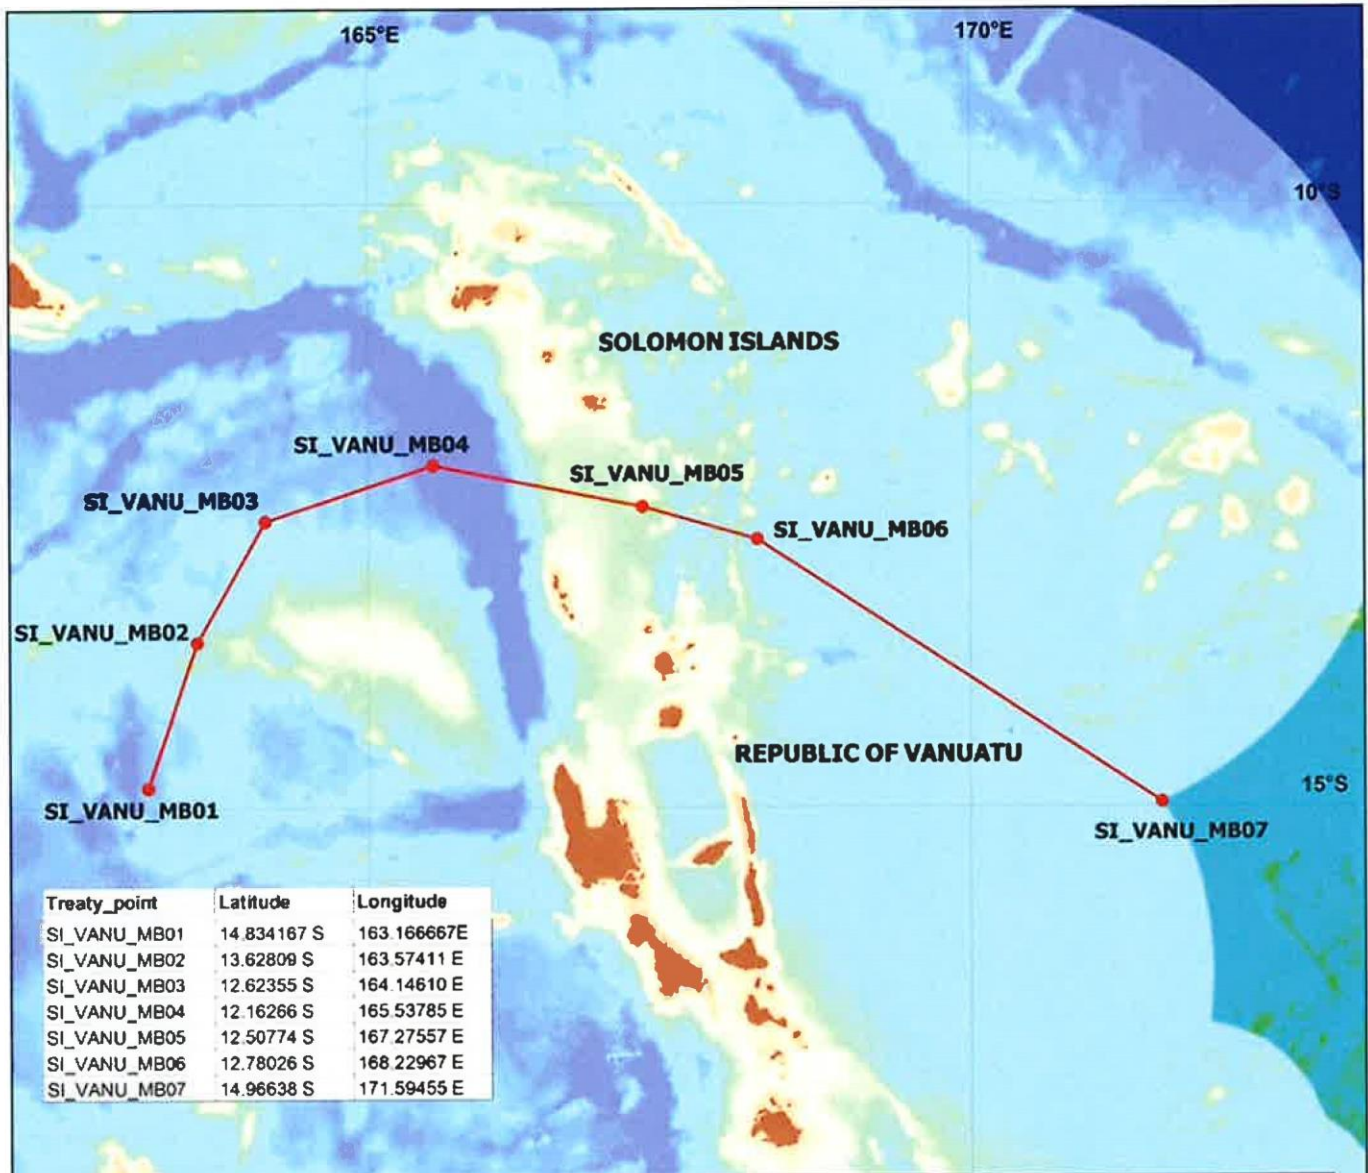 165°E
170°E
10°S
SOLOMON ISLANDS
SI_VANU_MB04
SI_VANU_MB05
SI_VANU_MB03
SI_VANU_MB06
SI_VANU_MB02
REPUBLIC OF VANUATU
15°S
SI_VANU_MB01
SI_VANU_MB07
Treaty_point Latitude Longitude
SI_VANU_MB01 14.834167 S 163.166667E
SI_VANU_MB02 13.62809 S 163.57411 E
SI_VANU_MB03 12.62355 S 164.14610 E
SI_VANU_MB04 12.16266 S 165.53785 E
SI_VANU_MB05 12.50774 S 167.27557 E
SI_VANU_MB06 12.78026 S 168.22967 E
SI_VANU_MB07 14.96638 S 171.59455 E